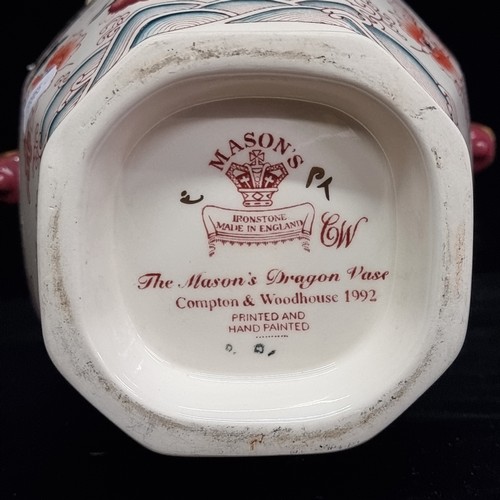 MASON'S
IRONSTONE
MADE IN ENGLAND
CW
The Mason's Dragon Vase
Compton & Woodhouse 1992
PRINTED AND
HAND PAINTED